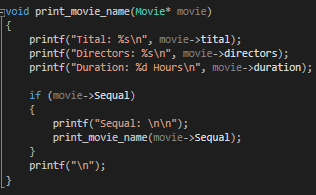 void print_movie_name(Movie* movie)
{
printf("Tital: %s\n", movie->tital);
printf("Directors: %s\n", movie->directors);
printf("Duration: %d Hours\n", movie->duration);
if (movie->Sequal)
{
printf("Sequal: \n\n");
print_movie_name(movie->Sequal);
}
printf("\n");
}